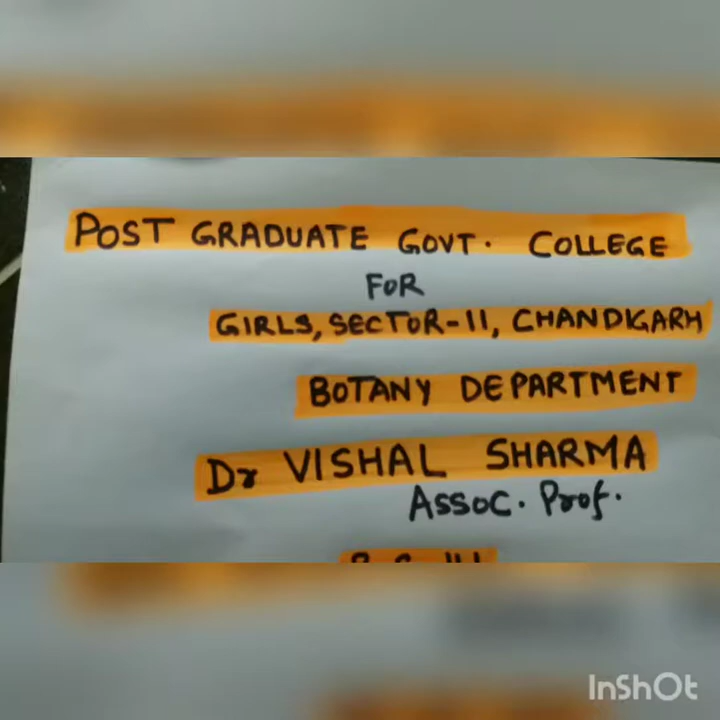 POST GRADUATE GOVT. COLLEGE
FOR
GIRLS, SECTOR-11, CHANDIGARH
BOTANY DEPARTMENT
Dr VISHAL SHARMA
Assoc. Prof.
InShOt